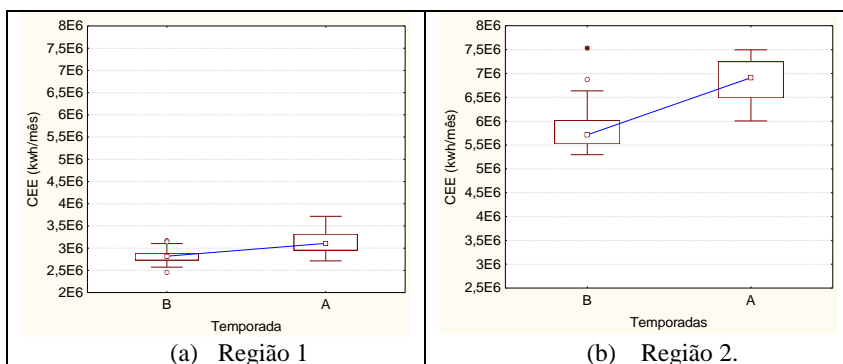 8E6
7,5E6
7E6
6,5E6
6E6
5,5E6
5E6
4,5E6
4E6
3,5E6
3E6
2,5E6
2E6
CEE (kwh/mês)
B
A
Temporada
(a) Região 1
8E6
7,5E6
7E6
6,5E6
6E6
5,5E6
5E6
4,5E6
4E6
3,5E6
3E6
2,5E6
CEE (kwh/mês)
B
A
Temporadas
(b) Região 2.